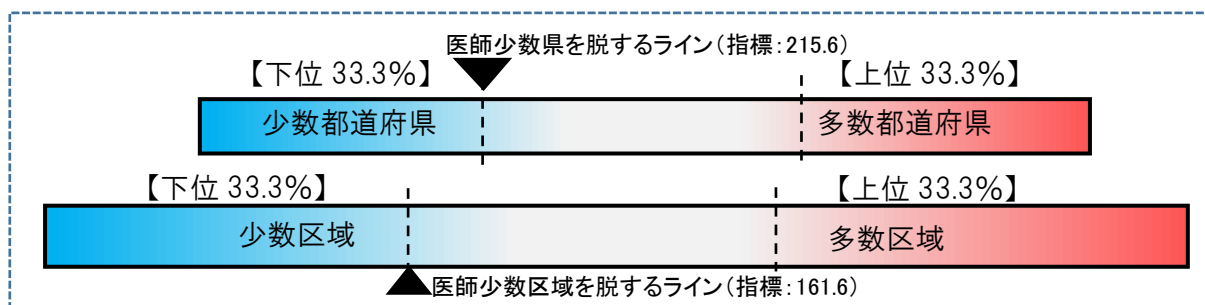 医師少数県を脱するライン（指標：215.6）
【下位 33.3%】
【上位 33.3%】
少数都道府県
多数都道府県
【下位 33.3%】
【上位 33.3%】
少数区域
多数区域
医師少数区域を脱するライン（指標：161.6）